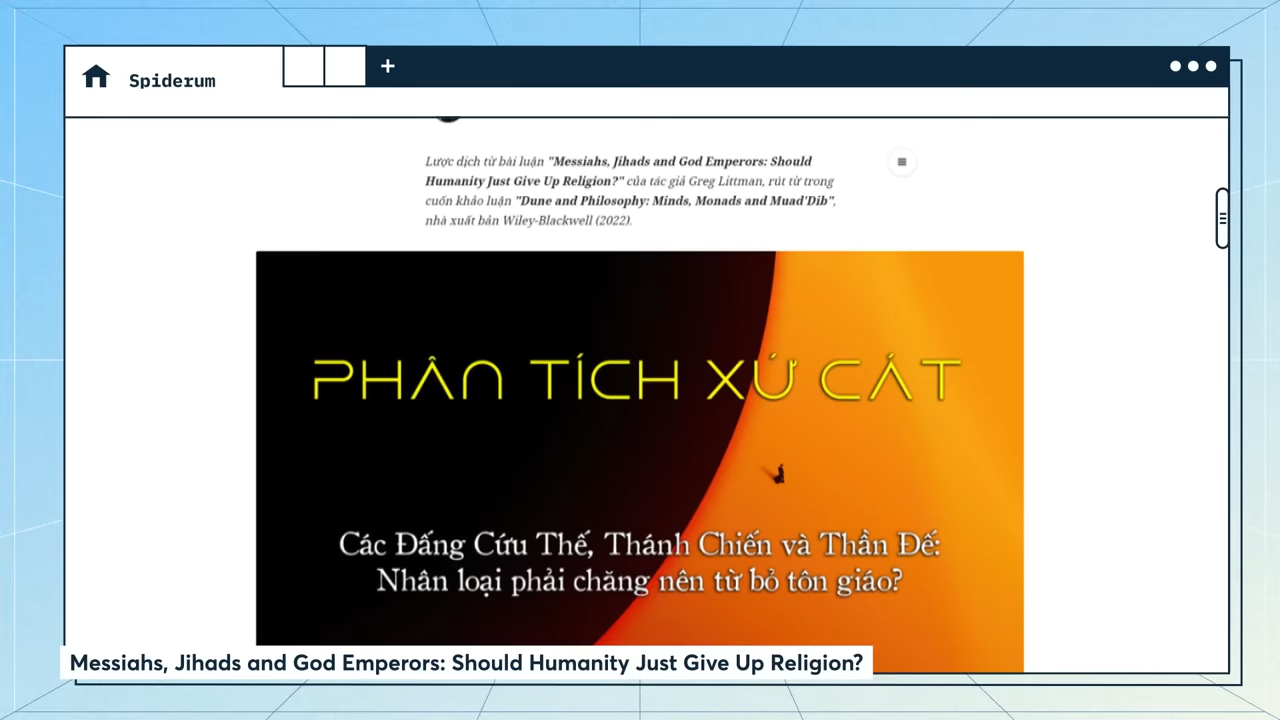 Spiderum
Lược dịch từ bài luận "Messiahs, Jihads and God Emperors: Should
Humanity Just Give Up Religion?" của tác giả Greg Littman, rút từ trong
cuốn khảo luận "Dune and Philosophy: Minds, Monads and Muad'Dib",
nhà xuất bản Wiley-Blackwell (2022).
PHÂN TÍCH XỨ CÁT
Các Đấng Cứu Thế, Thánh Chiến và Thần Đế:
Nhân loại phải chăng nên từ bỏ tôn giáo?
Messiahs, Jihads and God Emperors: Should Humanity Just Give Up Religion?